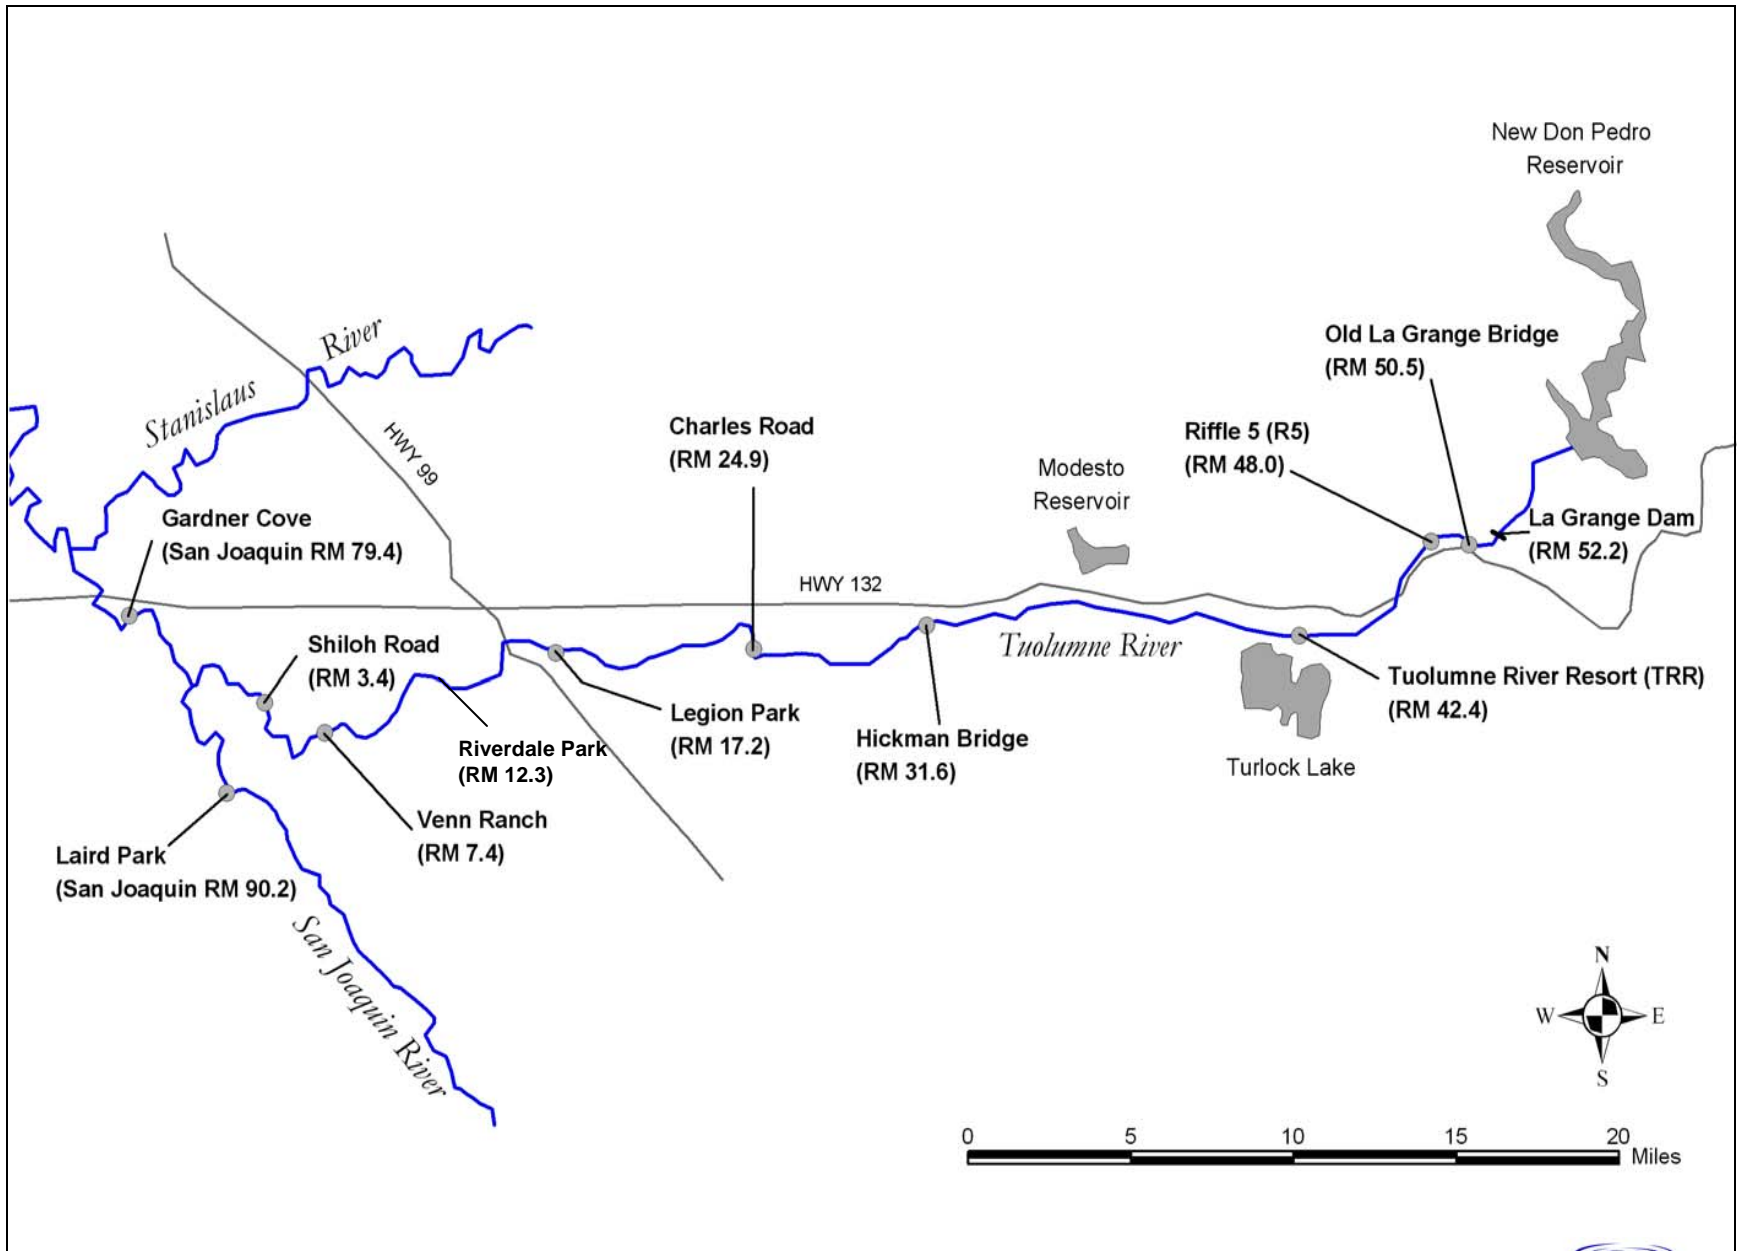 New Don Pedro
Reservoir
Old La Grange Bridge
(RM 50.5)
River
Stanislaus
HWY 99
Charles Road
(RM 24.9)
Riffle 5 (R5)
(RM 48.0)
Modesto
Reservoir
Gardner Cove
(San Joaquin RM 79.4)
La Grange Dam
(RM 52.2)
HWY 132
Shiloh Road
(RM 3.4)
Tuolumne River
Tuolumne River Resort (TRR)
(RM 42.4)
Legion Park
(RM 17.2)
Hickman Bridge
(RM 31.6)
Riverdale Park
(RM 12.3)
Turlock Lake
Venn Ranch
(RM 7.4)
Laird Park
(San Joaquin RM 90.2)
San Joaquin River
N
W E
S
0 5 10 15 20
Miles